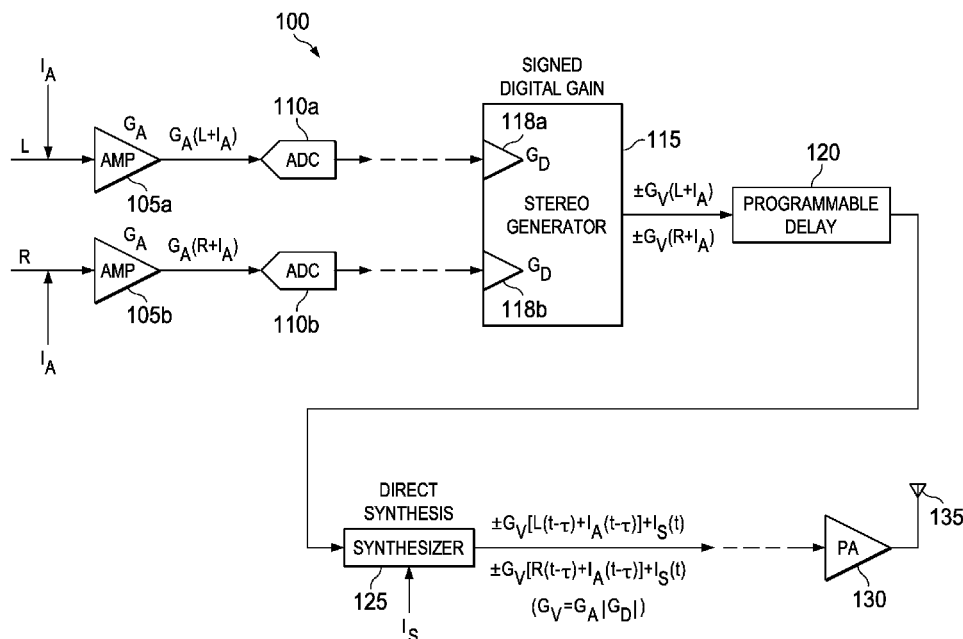 100
I_A
SIGNED
DIGITAL GAIN
110a
118a
115
G_A
G_A(L+I_A)
L
AMP
ADC
G_D
120
105a
STEREO
GENERATOR
±G_V(L+I_A)
±G_V(R+I_A)
PROGRAMMABLE
DELAY
G_A
G_A(R+I_A)
R
AMP
ADC
G_D
105b
110b
118b
I_A
DIRECT
SYNTHESIS
SYNTHESIZER
125
I_S
±G_V[L(t-τ)+I_A(t-τ)]+I_S(t)
±G_V[R(t-τ)+I_A(t-τ)]+I_S(t)
(G_V=G_A|G_D|)
PA
130
135